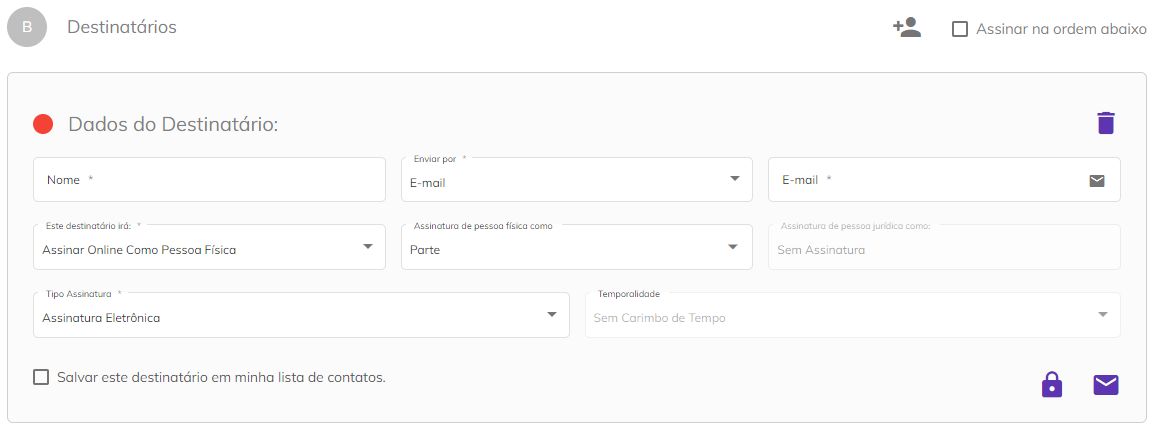 B Destinatários Assinar na ordem abaixo
Dados do Destinatário:
Nome * Enviar por * E-mail E-mail *
Este destinatário irá: * Assinatura de pessoa física como Assinatura de pessoa jurídica como:
Assinar Online Como Pessoa Física Parte Sem Assinatura
Tipo Assinatura * Temporalidade
Assinatura Eletrônica Sem Carimbo de Tempo
Salvar este destinatário em minha lista de contatos.